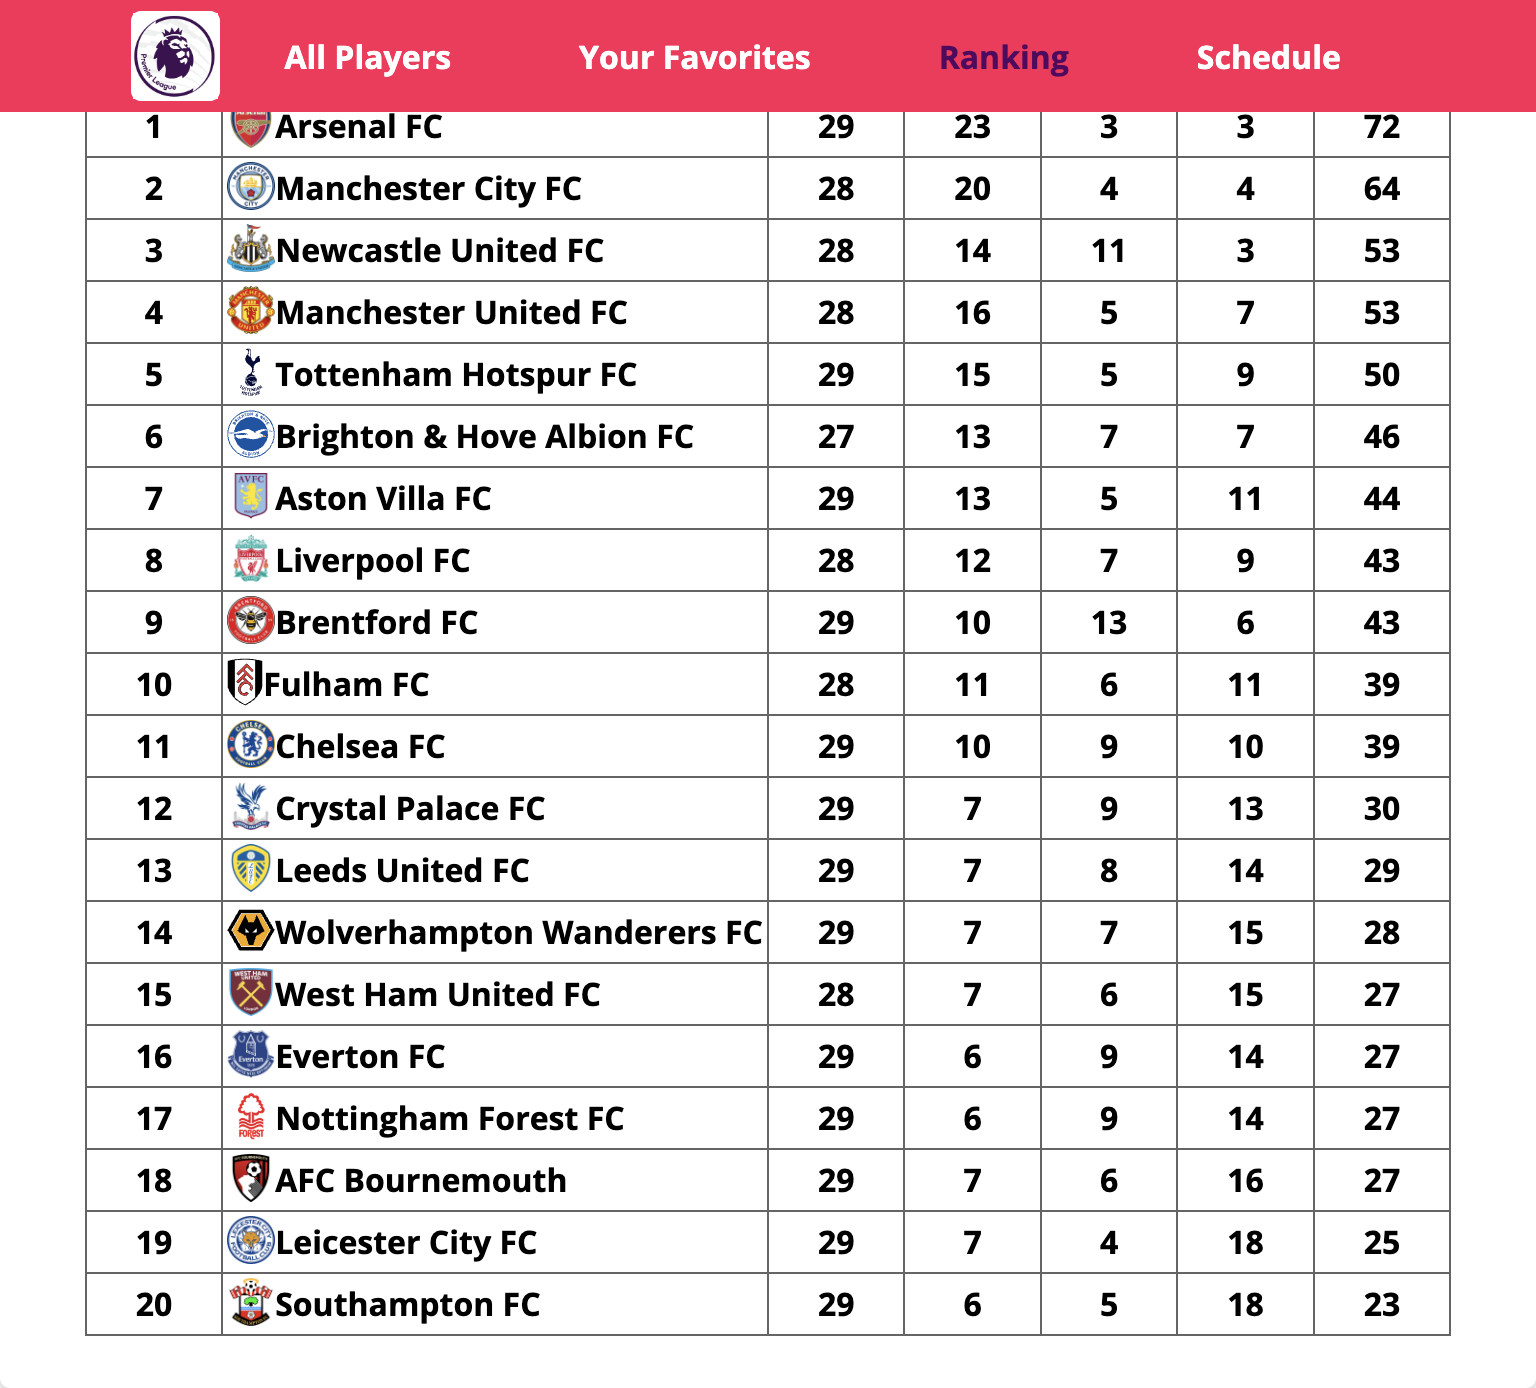 Premier League
All Players Your Favorites Ranking Schedule
1 Arsenal FC 29 23 3 3 72
2 Manchester City FC 28 20 4 4 64
3 Newcastle United FC 28 14 11 3 53
4 Manchester United FC 28 16 5 7 53
5 Tottenham Hotspur FC 29 15 5 9 50
6 Brighton & Hove Albion FC 27 13 7 7 46
7 Aston Villa FC 29 13 5 11 44
8 Liverpool FC 28 12 7 9 43
9 Brentford FC 29 10 13 6 43
10 Fulham FC 28 11 6 11 39
11 Chelsea FC 29 10 9 10 39
12 Crystal Palace FC 29 7 9 13 30
13 Leeds United FC 29 7 8 14 29
14 Wolverhampton Wanderers FC 29 7 7 15 28
15 West Ham United FC 28 7 6 15 27
16 Everton FC 29 6 9 14 27
17 Nottingham Forest FC 29 6 9 14 27
18 AFC Bournemouth 29 7 6 16 27
19 Leicester City FC 29 7 4 18 25
20 Southampton FC 29 6 5 18 23